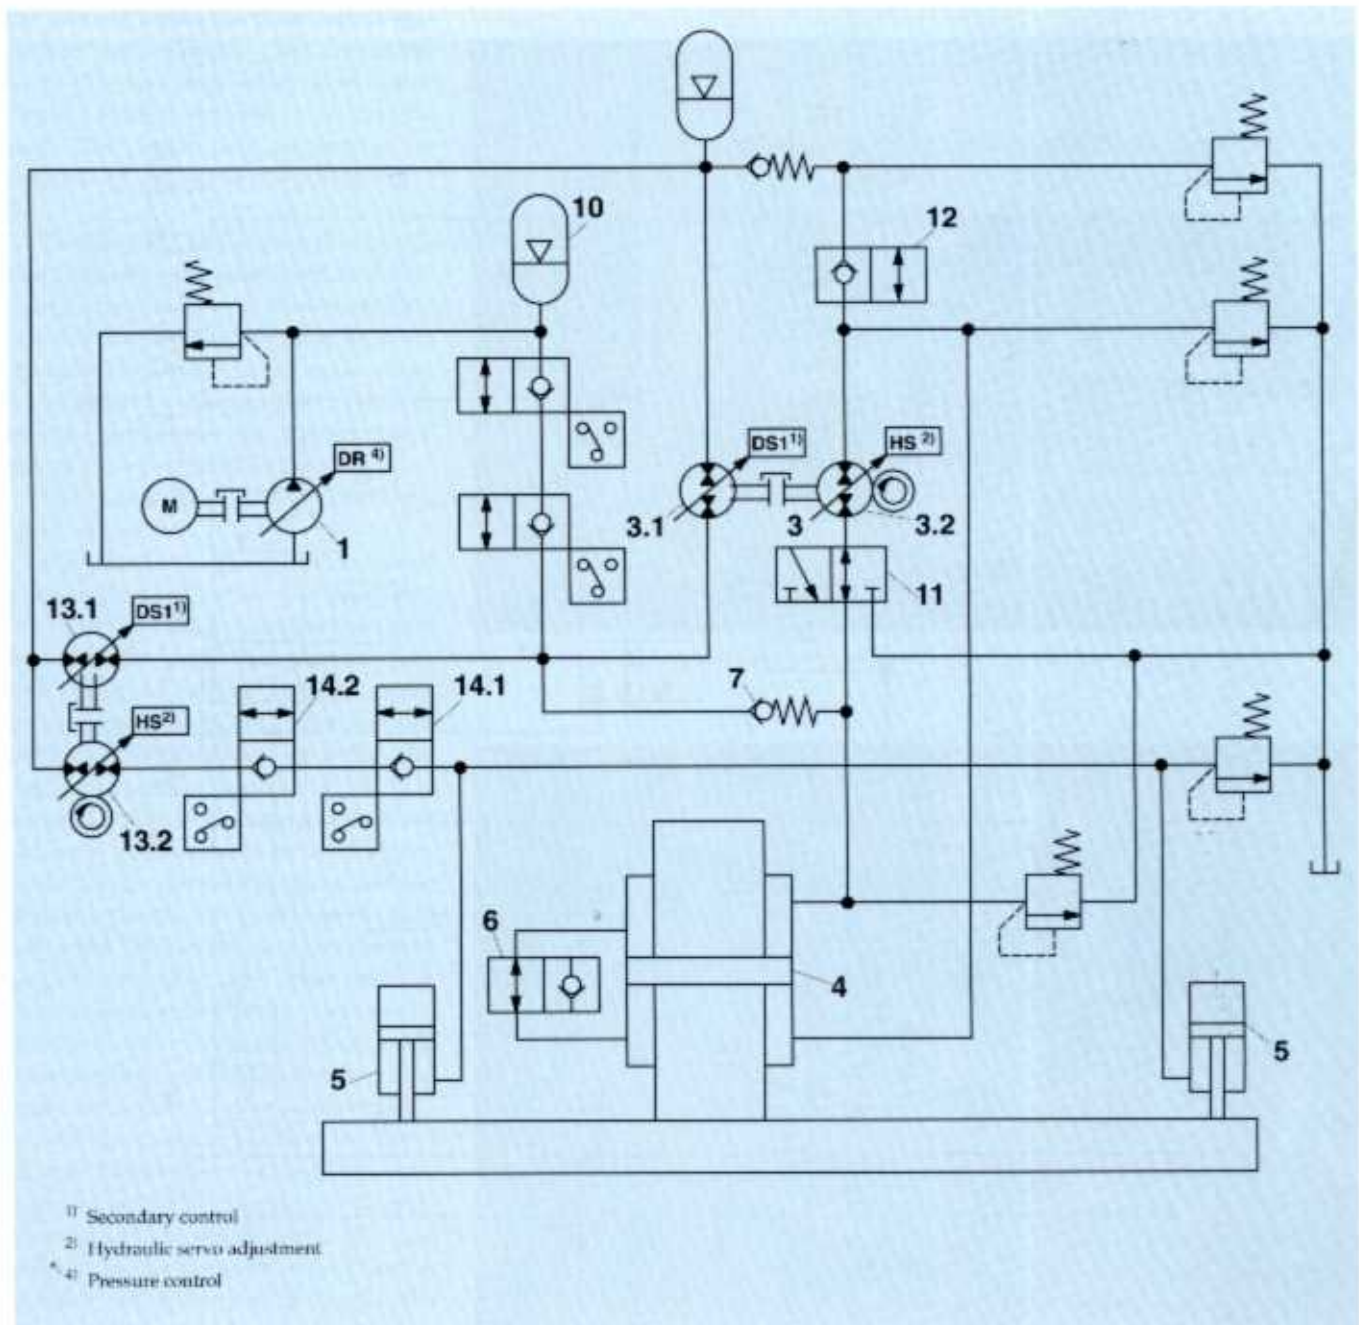 10
12
DR 4)
M
1
DS1 1)
HS 2)
3.1
3
3.2
11
13.1
DS1 1)
14.2
14.1
7
HS 2)
13.2
6
4
5
5
1) Secondary control
2) Hydraulic servo adjustment
4) Pressure control